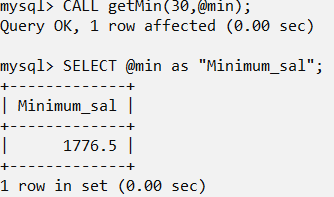 mysql> CALL getMin(30,@min);
Query OK, 1 row affected (0.00 sec)
mysql> SELECT @min as "Minimum_sal";
+-------------+
| Minimum_sal |
+-------------+
|      1776.5 |
+-------------+
1 row in set (0.00 sec)